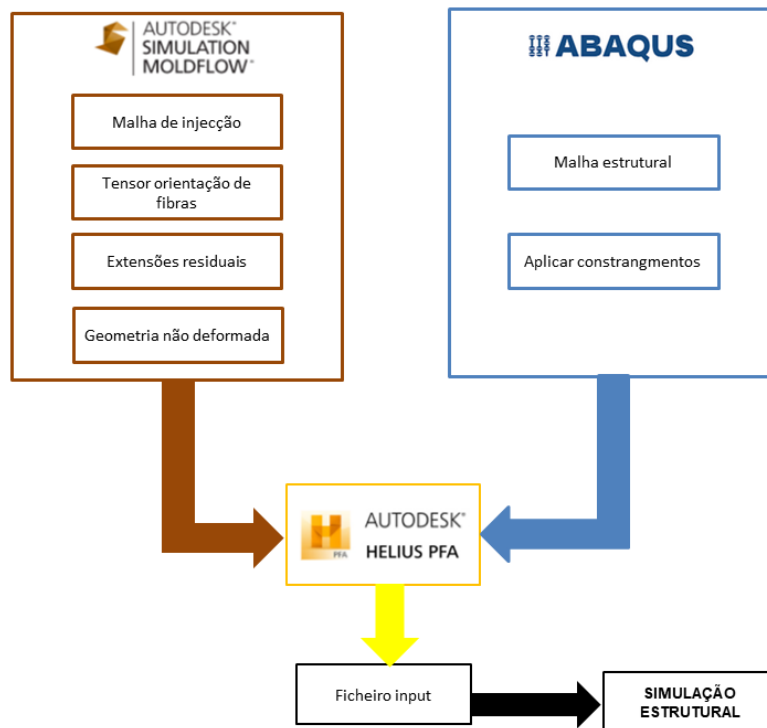 AUTODESK®
SIMULATION
MOLDFLOW™
Malha de injecção
Tensor orientação de
fibras
Extensões residuais
Geometria não deformada
ABAQUS
Malha estrutural
Aplicar constrangmentos
PFA
AUTODESK®
HELIUS PFA
Ficheiro input
SIMULAÇÃO
ESTRUTURAL